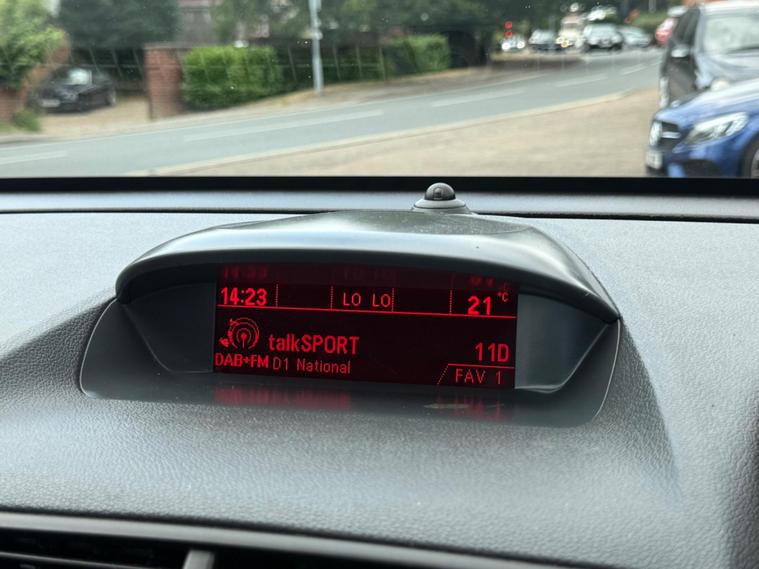 14:23 LO LO 21 °C
talkSPORT 11D
DAB+FM D1 National FAV 1